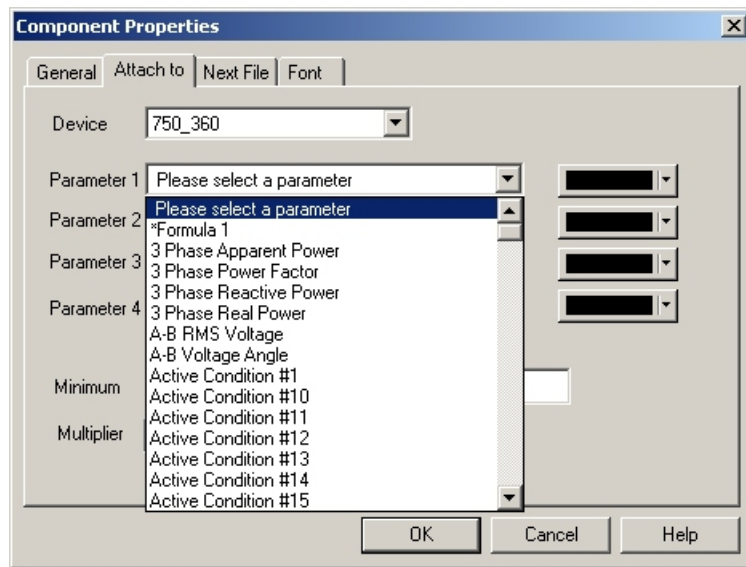 Component Properties
General Attach to Next File Font
Device 750_360
Parameter 1 Please select a parameter
Please select a parameter
Parameter 2
*Formula 1
3 Phase Apparent Power
Parameter 3
3 Phase Power Factor
3 Phase Reactive Power
Parameter 4
3 Phase Real Power
A-B RMS Voltage
A-B Voltage Angle
Active Condition #1
Minimum
Active Condition #10
Active Condition #11
Multiplier
Active Condition #12
Active Condition #13
Active Condition #14
Active Condition #15
OK Cancel Help